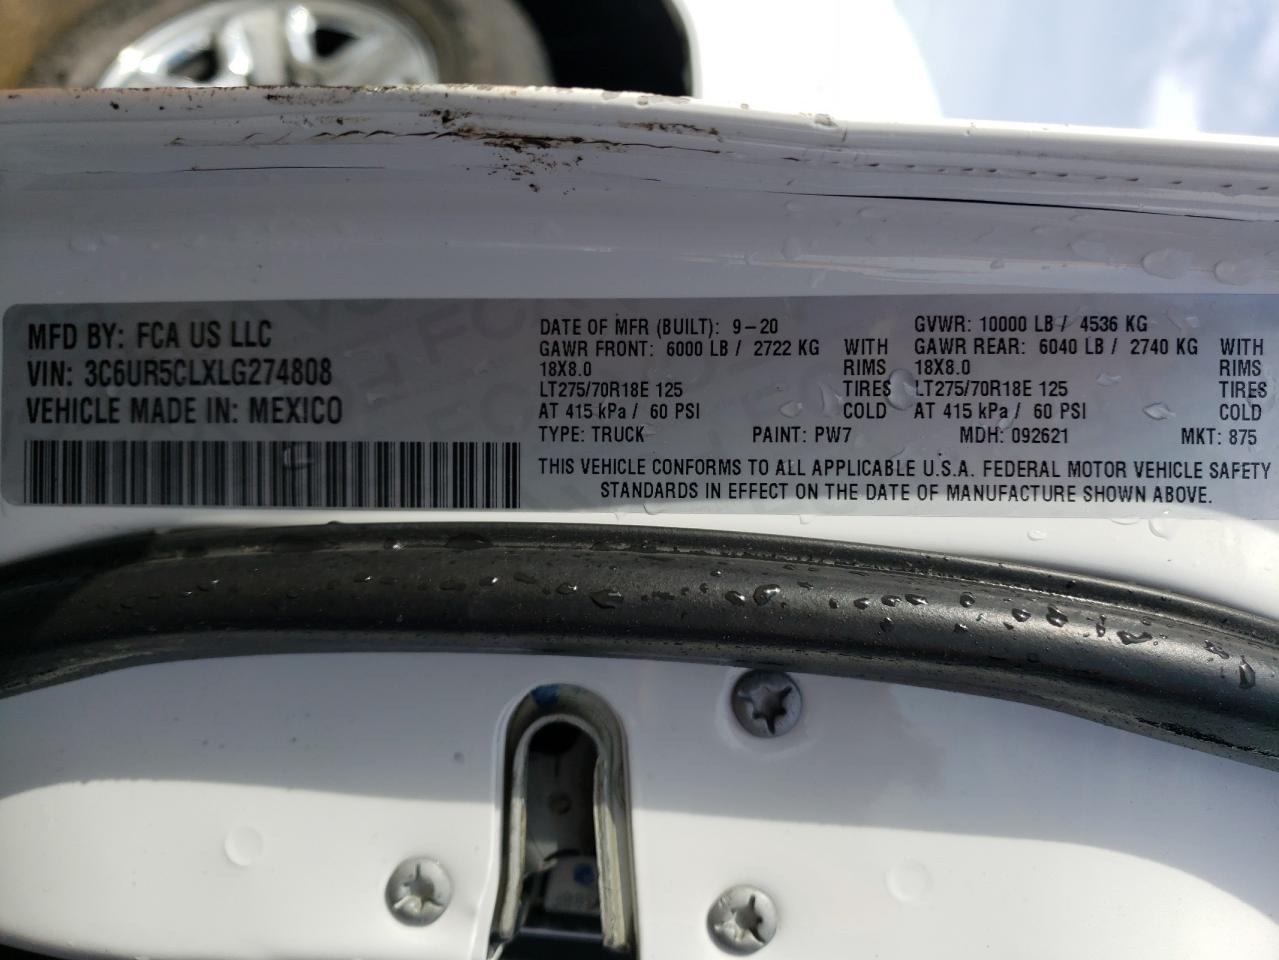 MFD BY: FCA US LLC
VIN: 3C6UR5CLXLG274808
VEHICLE MADE IN: MEXICO
DATE OF MFR (BUILT): 9-20 GVWR: 10000 LB / 4536 KG
GAWR FRONT: 6000 LB / 2722 KG WITH GAWR REAR: 6040 LB / 2740 KG WITH
18X8.0 RIMS 18X8.0 RIMS
LT275/70R18E 125 TIRES LT275/70R18E 125 TIRES
AT 415 kPa / 60 PSI COLD AT 415 kPa / 60 PSI COLD
TYPE: TRUCK PAINT: PW7 MDH: 092621 MKT: 875
THIS VEHICLE CONFORMS TO ALL APPLICABLE U.S.A. FEDERAL MOTOR VEHICLE SAFETY
STANDARDS IN EFFECT ON THE DATE OF MANUFACTURE SHOWN ABOVE.